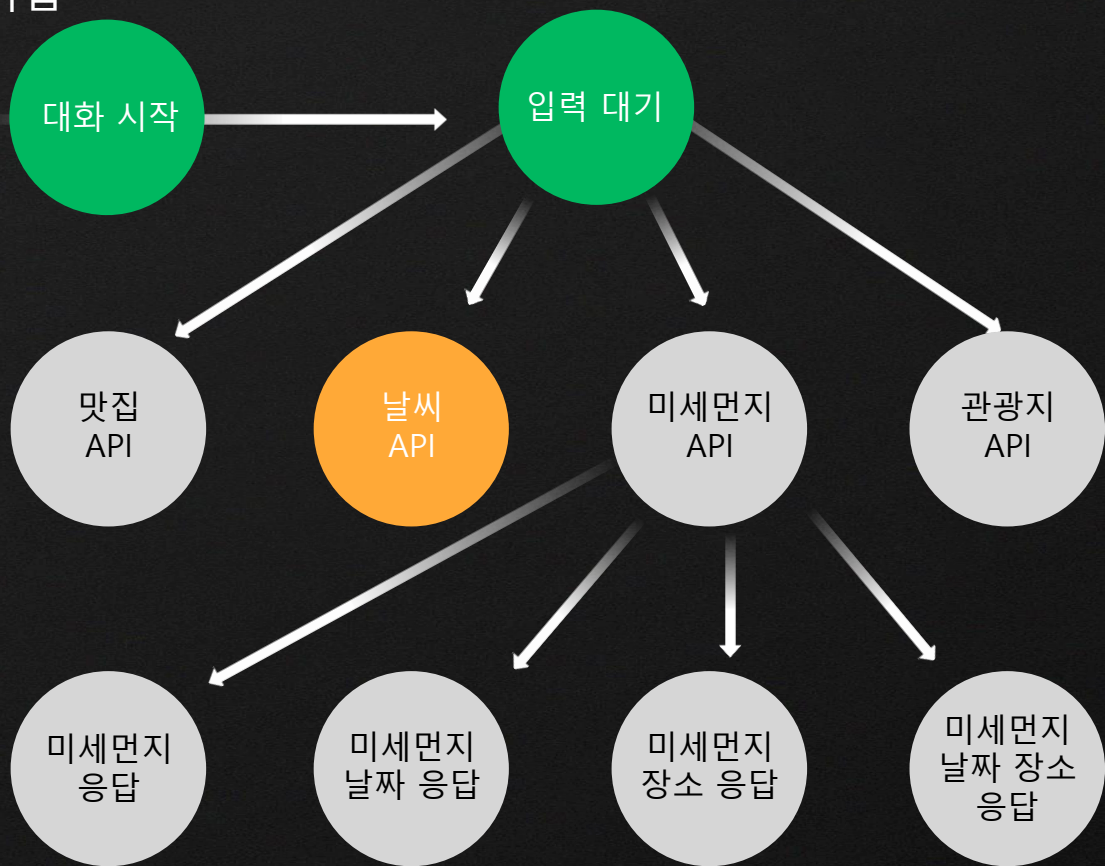 대화 시작
입력 대기
맛집
API
날씨
API
미세먼지
API
관광지
API
미세먼지
응답
미세먼지
날짜 응답
미세먼지
장소 응답
미세먼지
날짜 장소
응답